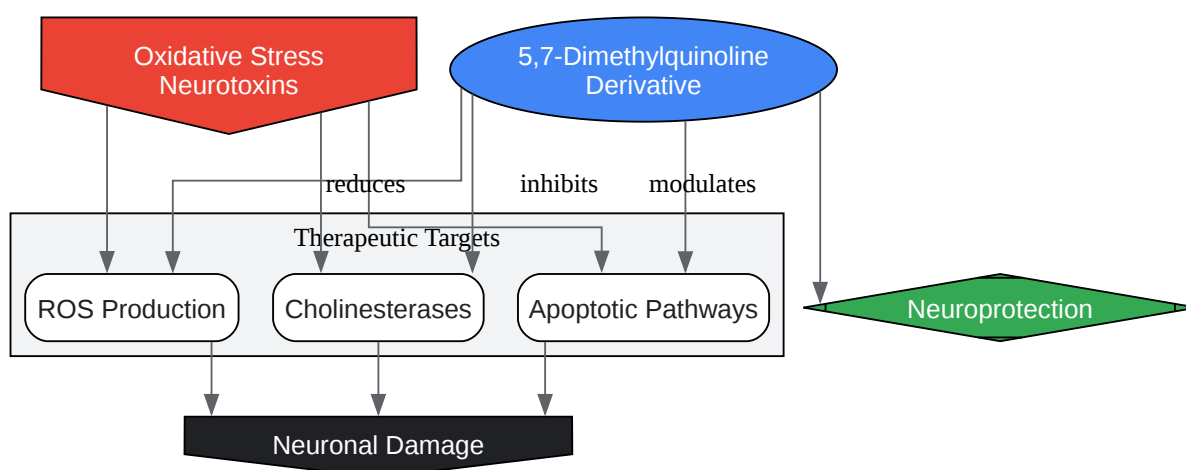 Oxidative Stress
Neurotoxins
5,7-Dimethylquinoline
Derivative
reduces
inhibits
modulates
Therapeutic Targets
ROS Production
Cholinesterases
Apoptotic Pathways
Neuroprotection
Neuronal Damage